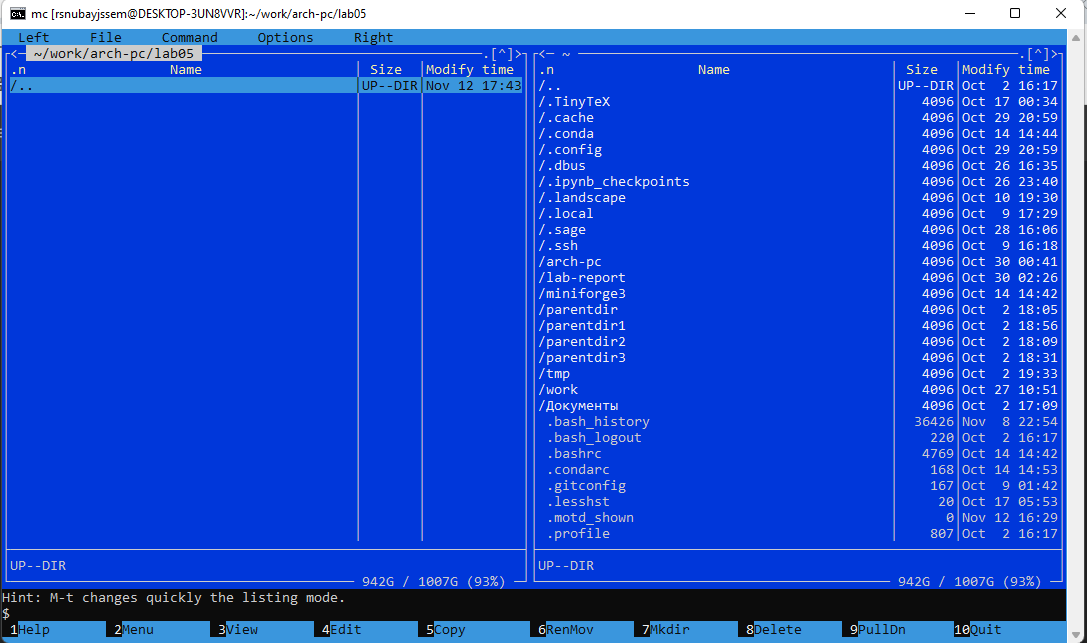 mc [rsnubayjssem@DESKTOP-3UN8VVR]:~/work/arch-pc/lab05
Left File Command Options Right
<─ ~/work/arch-pc/lab05 .[^]> <─ ~ .[^]>
.n Name Size Modify time .n Name Size Modify time
/.. UP--DIR Nov 12 17:43 /.. UP--DIR Oct 2 16:17
/.TinyTeX 4096 Oct 17 00:34
/.cache 4096 Oct 29 20:59
/.conda 4096 Oct 14 14:44
/.config 4096 Oct 29 20:59
/.dbus 4096 Oct 26 16:35
/.ipynb_checkpoints 4096 Oct 26 23:40
/.landscape 4096 Oct 10 19:30
/.local 4096 Oct 9 17:29
/.sage 4096 Oct 28 16:06
/.ssh 4096 Oct 9 16:18
/arch-pc 4096 Oct 30 00:41
/lab-report 4096 Oct 30 02:26
/miniforge3 4096 Oct 14 14:42
/parentdir 4096 Oct 2 18:05
/parentdir1 4096 Oct 2 18:56
/parentdir2 4096 Oct 2 18:09
/parentdir3 4096 Oct 2 18:31
/tmp 4096 Oct 2 19:33
/work 4096 Oct 27 10:51
/Документы 4096 Oct 2 17:09
.bash_history 36426 Nov 8 22:54
.bash_logout 220 Oct 2 16:17
.bashrc 4769 Oct 14 14:42
.condarc 168 Oct 14 14:53
.gitconfig 167 Oct 9 01:42
.lesshst 20 Oct 17 05:53
.motd_shown 0 Nov 12 16:29
.profile 807 Oct 2 16:17
UP--DIR UP--DIR
942G / 1007G (93%) 942G / 1007G (93%)
Hint: M-t changes quickly the listing mode.
$
1Help 2Menu 3View 4Edit 5Copy 6RenMov 7Mkdir 8Delete 9PullDn 10Quit